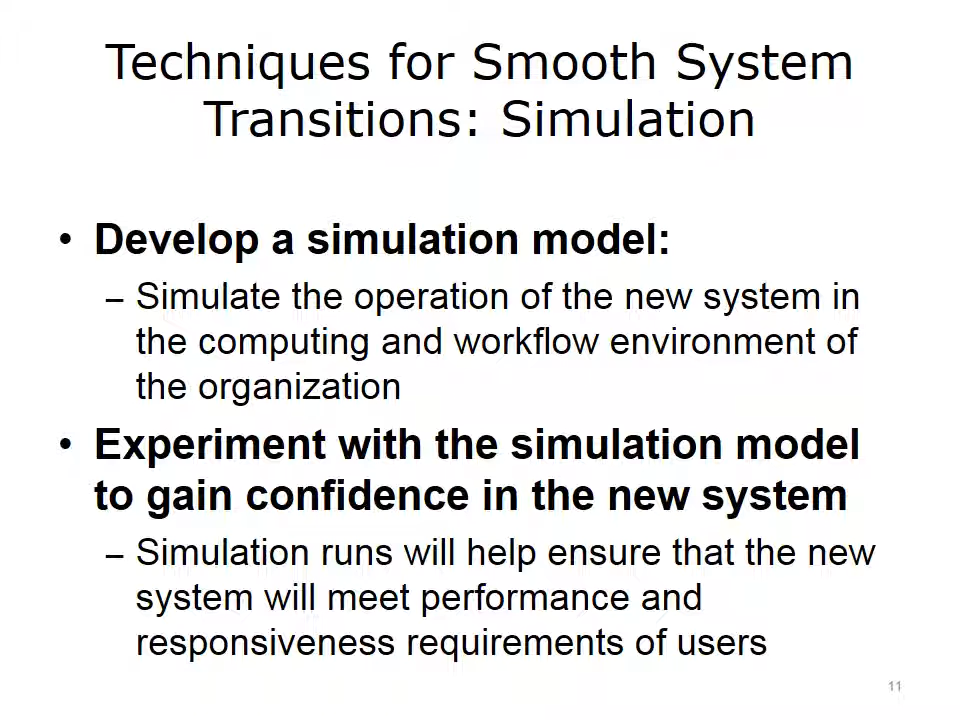 Techniques for Smooth System
Transitions: Simulation
• Develop a simulation model:
– Simulate the operation of the new system in
the computing and workflow environment of
the organization
• Experiment with the simulation model
to gain confidence in the new system
– Simulation runs will help ensure that the new
system will meet performance and
responsiveness requirements of users
11